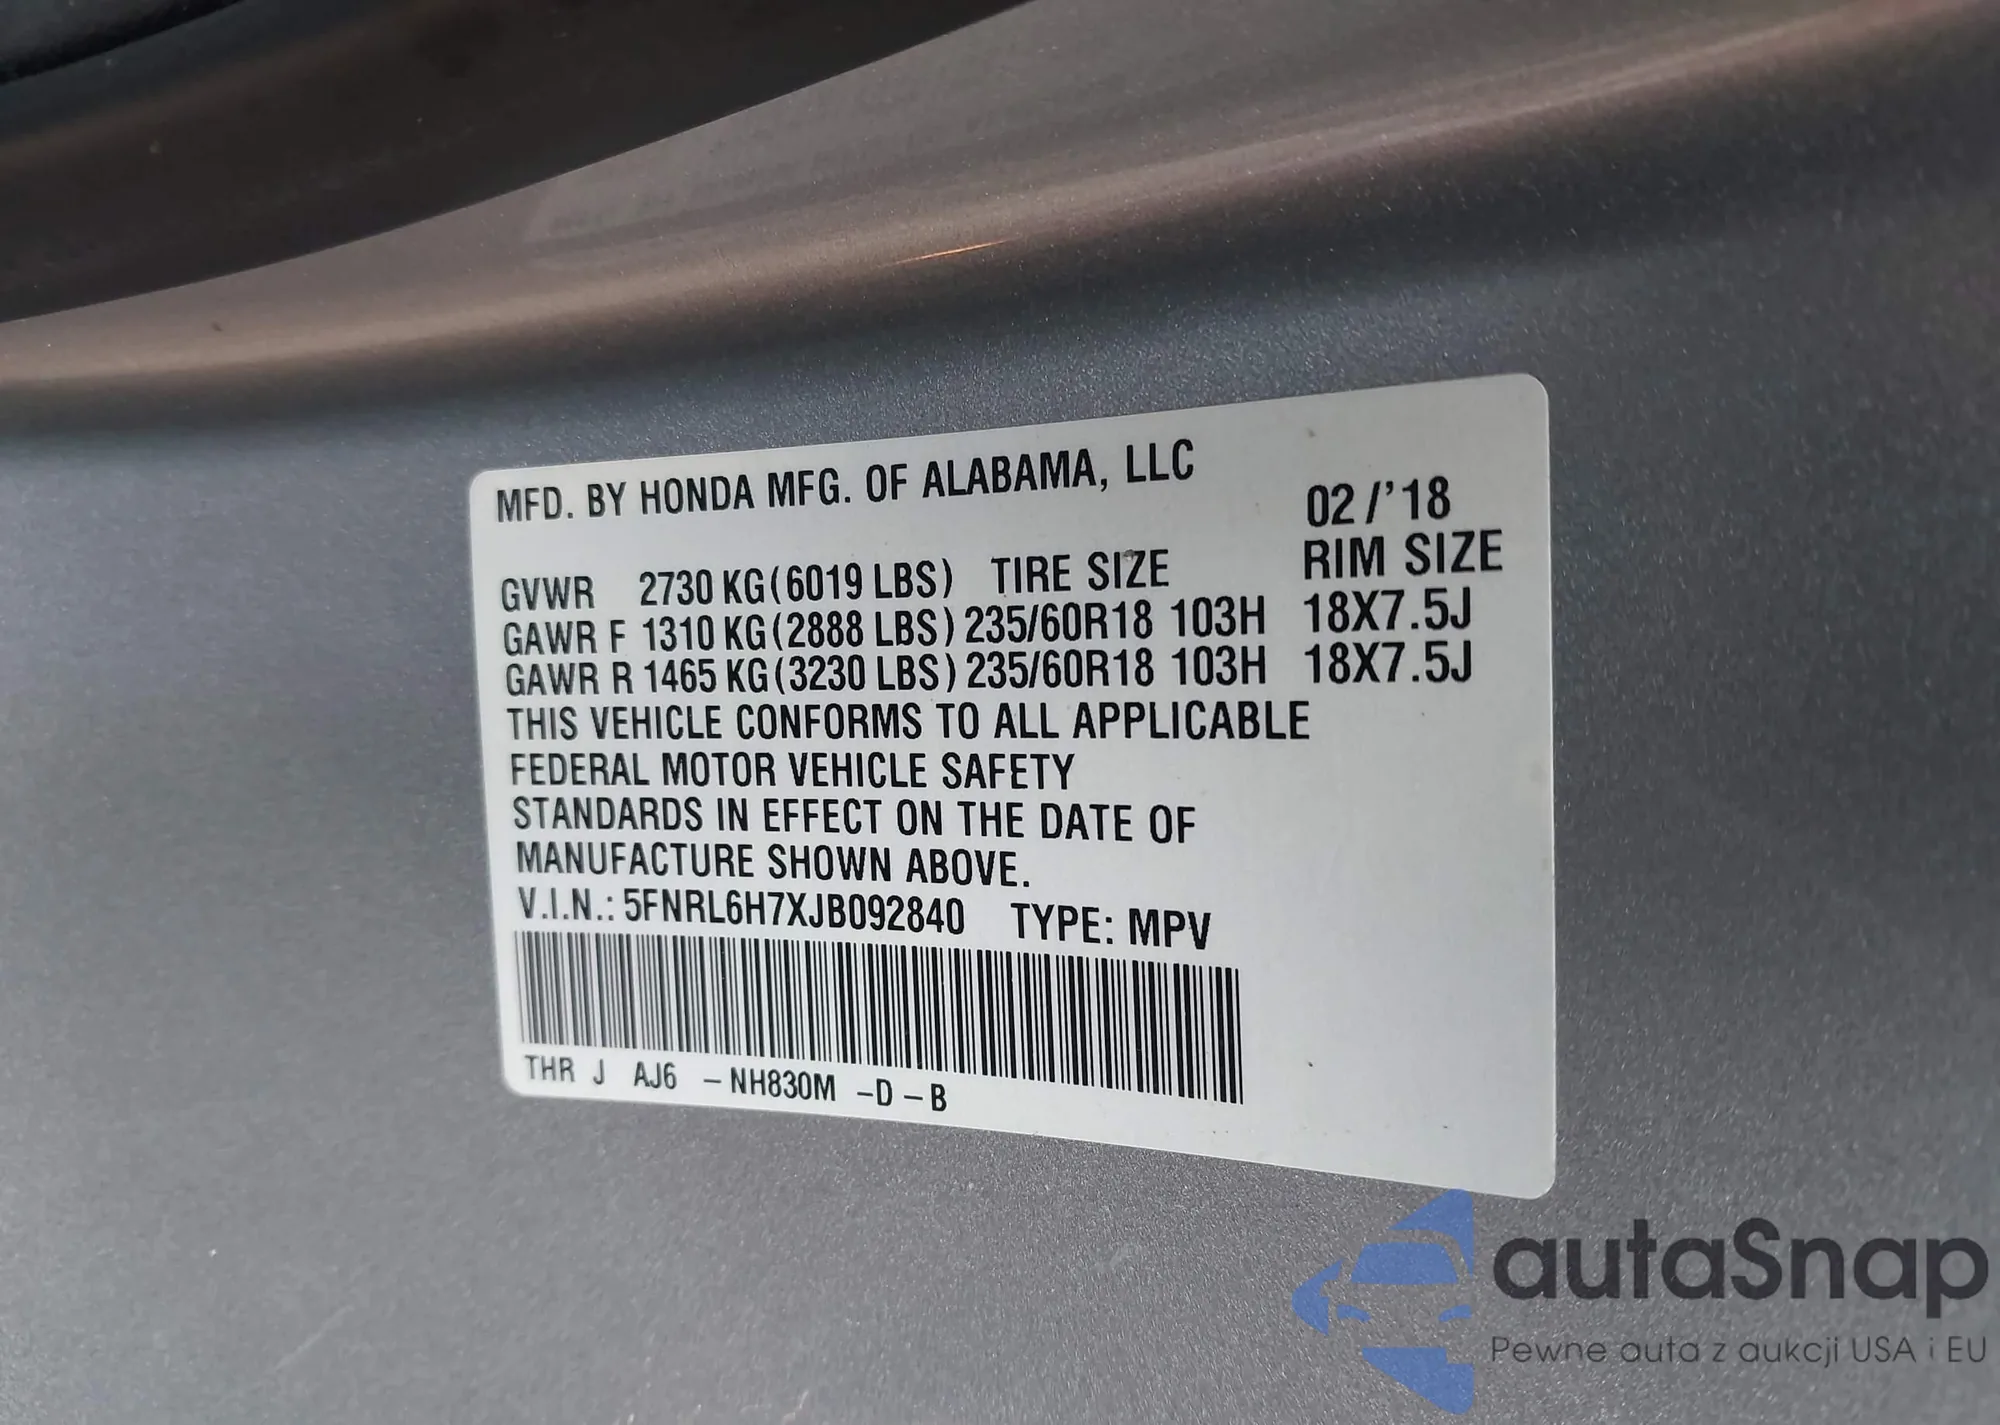 MFD. BY HONDA MFG. OF ALABAMA, LLC
02/'18
GVWR 2730 KG(6019 LBS) TIRE SIZE RIM SIZE
GAWR F 1310 KG(2888 LBS) 235/60R18 103H 18X7.5J
GAWR R 1465 KG(3230 LBS) 235/60R18 103H 18X7.5J
THIS VEHICLE CONFORMS TO ALL APPLICABLE
FEDERAL MOTOR VEHICLE SAFETY
STANDARDS IN EFFECT ON THE DATE OF
MANUFACTURE SHOWN ABOVE.
V.I.N.: 5FNRL6H7XJB092840 TYPE: MPV
THR J AJ6 -NH830M -D-B
autaSnap
Pewne auta z aukcji USA i EU